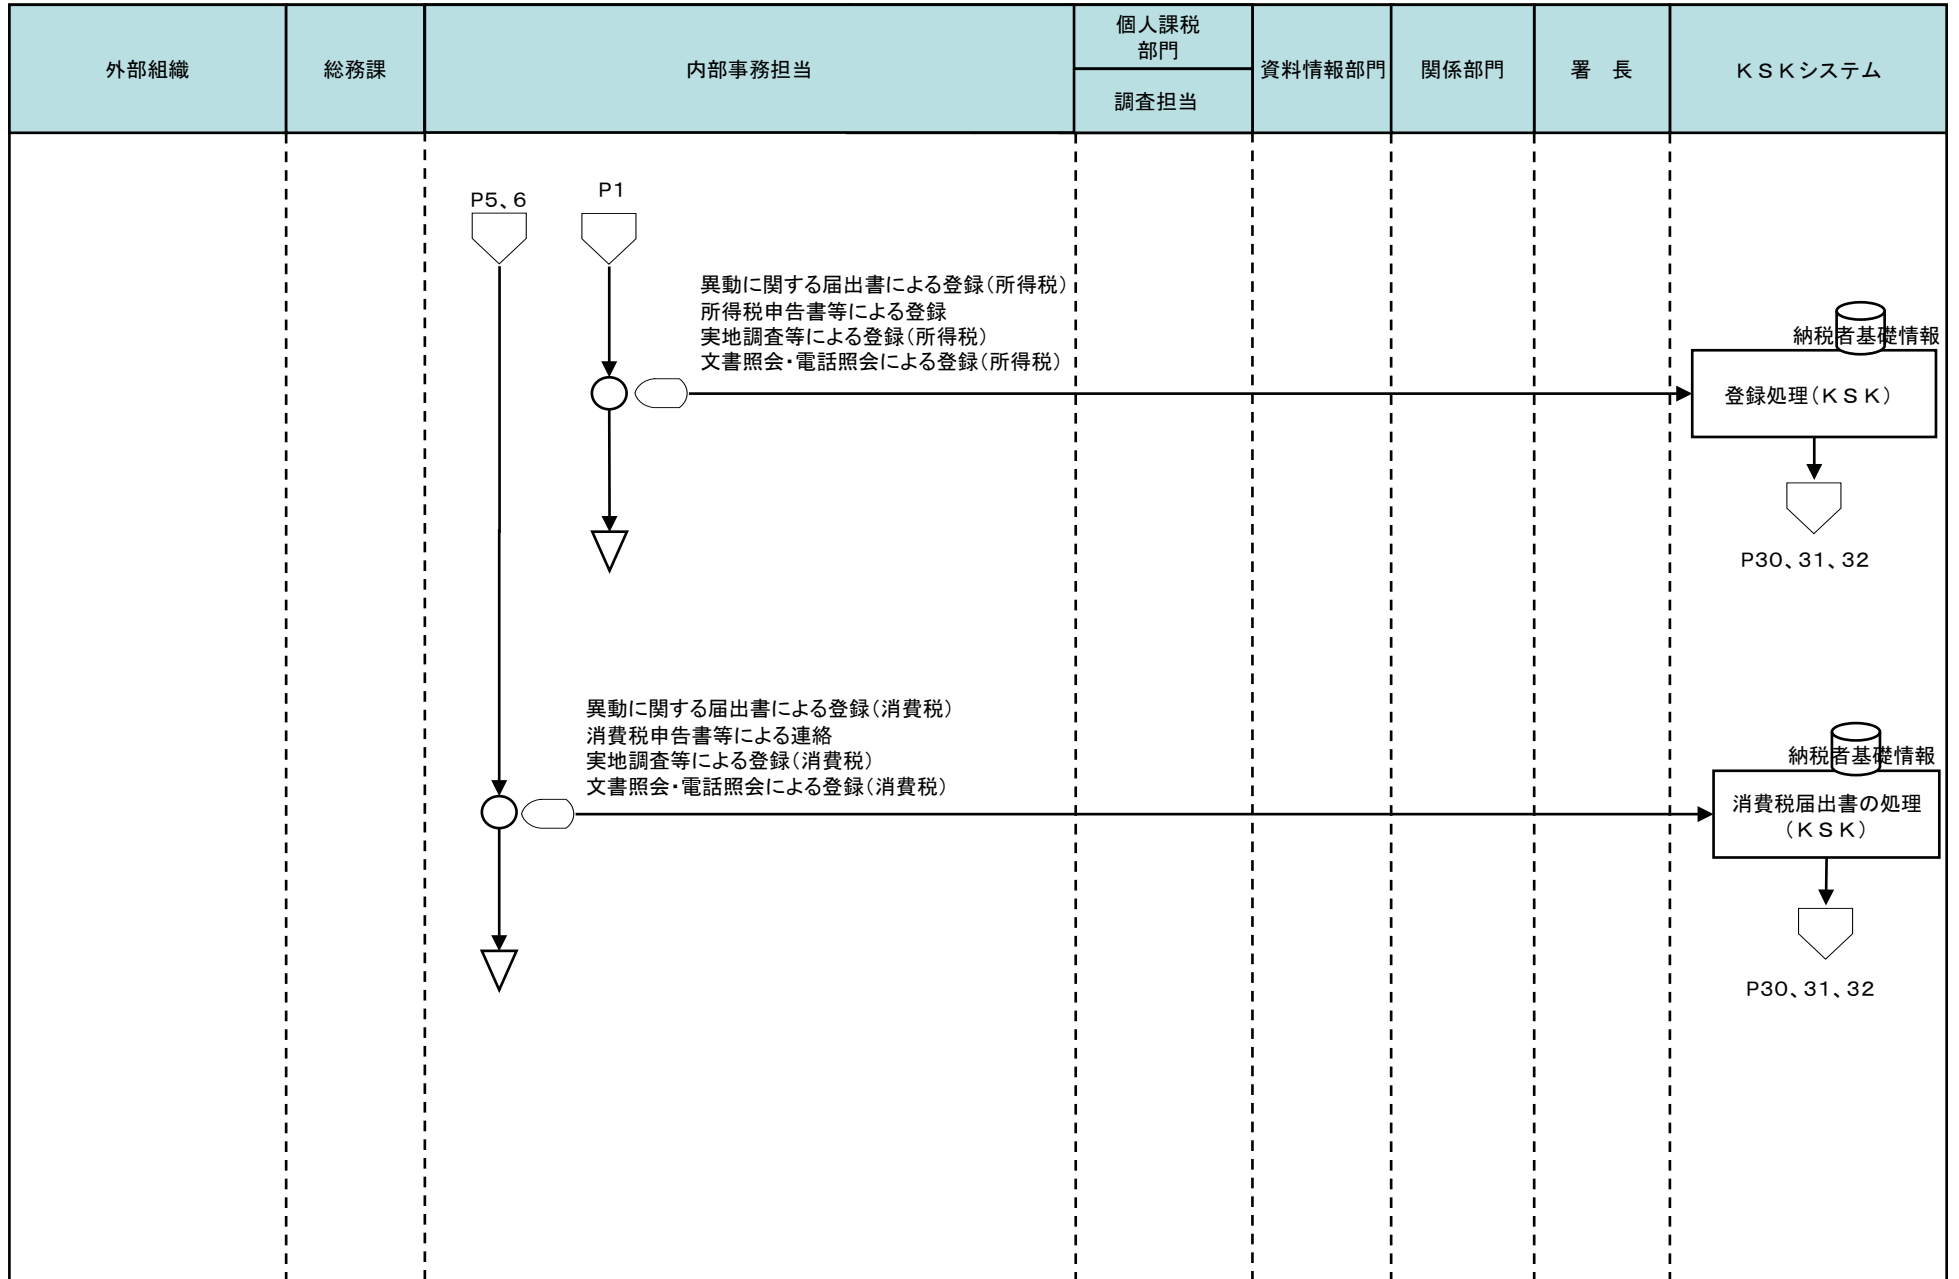 外部組織
総務課
内部事務担当
個人課税
部門
調査担当
資料情報部門
関係部門
署　長
ＫＳＫシステム
P5、6
P1
異動に関する届出書による登録（所得税）
所得税申告書等による登録
実地調査等による登録（所得税）
文書照会・電話照会による登録（所得税）
納税者基礎情報
登録処理（ＫＳＫ）
P30、31、32
異動に関する届出書による登録（消費税）
消費税申告書等による連絡
実地調査等による登録（消費税）
文書照会・電話照会による登録（消費税）
納税者基礎情報
消費税届出書の処理
（ＫＳＫ）
P30、31、32